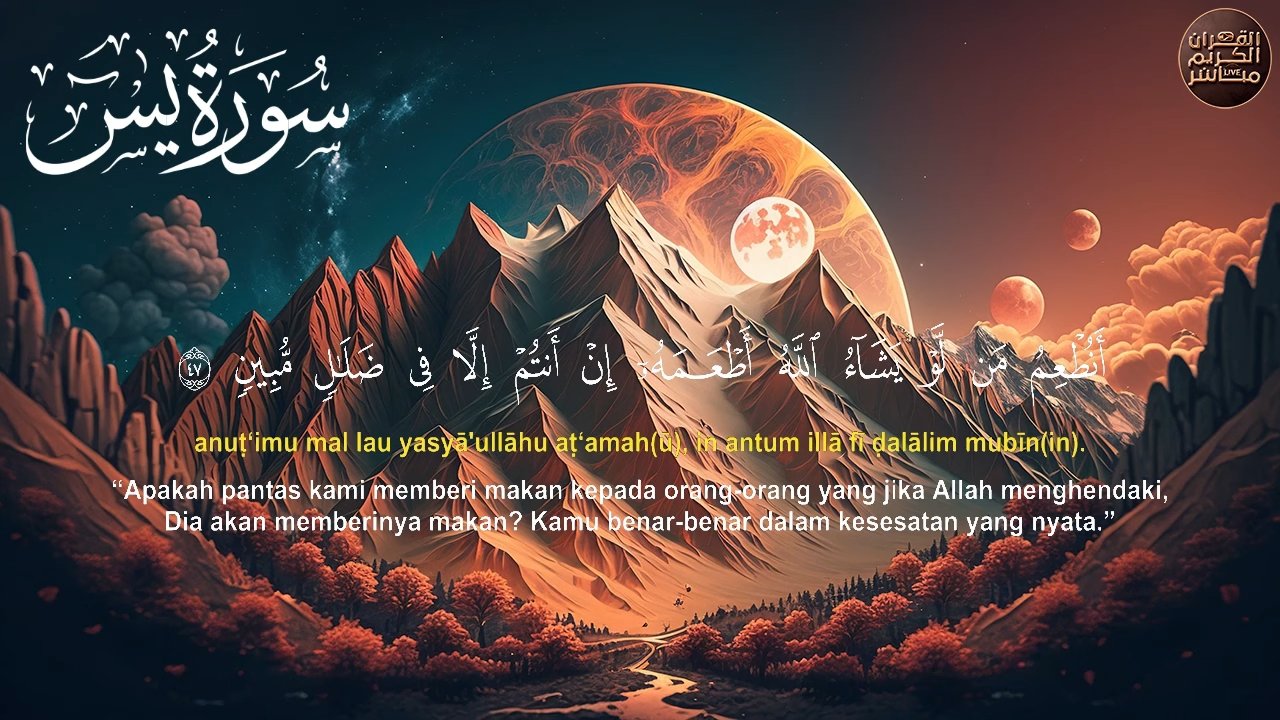 سُورَةُ يٰسٓ
القرآن
الكريم
LIVE
مباشر
أَنُطْعِمُ مَن لَّوْ يَشَآءُ ٱللَّهُ أَطْعَمَهُۥٓ إِنْ أَنتُمْ إِلَّا فِى ضَلَـٰلٍ مُّبِينٍ ٤٧
anuṭ‘imu mal lau yasyā'ullāhu aṭ‘amah(ū), in antum illā fī ḍalālim mubīn(in).
“Apakah pantas kami memberi makan kepada orang-orang yang jika Allah menghendaki,
Dia akan memberinya makan? Kamu benar-benar dalam kesesatan yang nyata.”